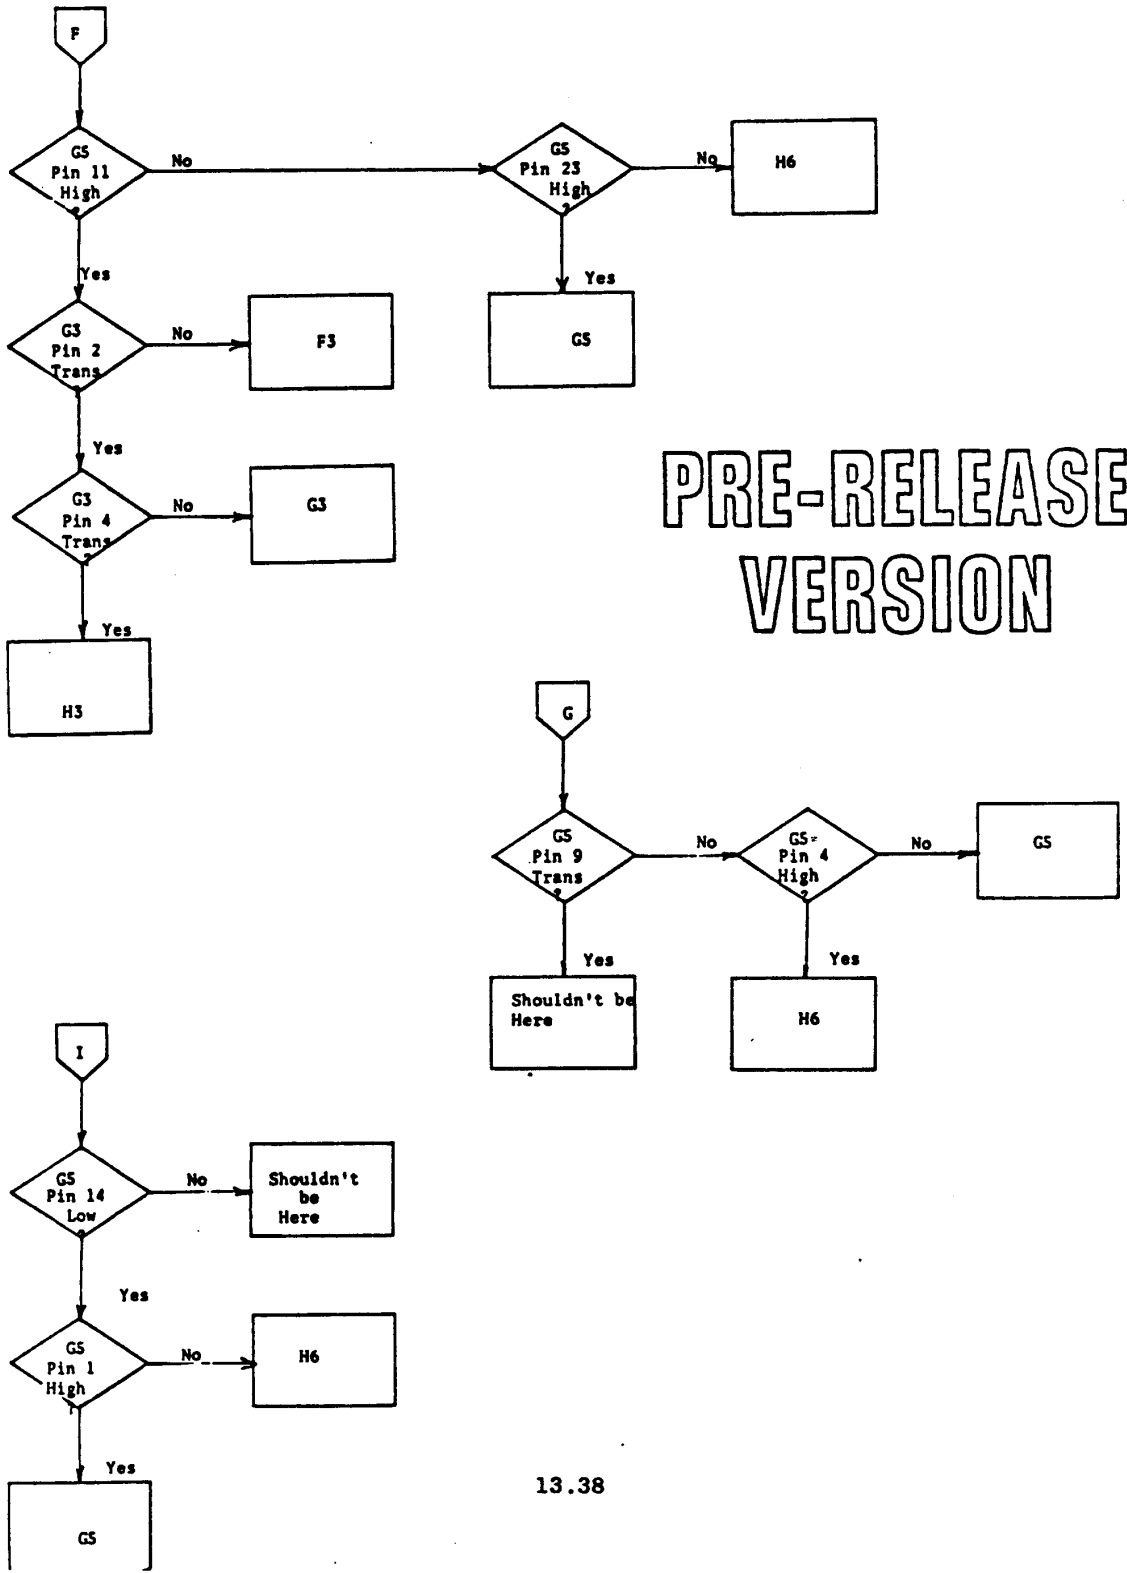 F
G5
Pin 11
High
?
No
G5
Pin 23
High
?
No
H6
Yes
Yes
G5
G3
Pin 2
Trans
?
No
F3
Yes
G3
Pin 4
Trans
?
No
G3
Yes
H3
PRE-RELEASE
VERSION
G
G5
Pin 9
Trans
?
No
G5
Pin 4
High
?
No
G5
Yes
Shouldn't be
Here
Yes
H6
I
G5
Pin 14
Low
?
No
Shouldn't
be
Here
Yes
G5
Pin 1
High
?
No
H6
Yes
G5
13.38